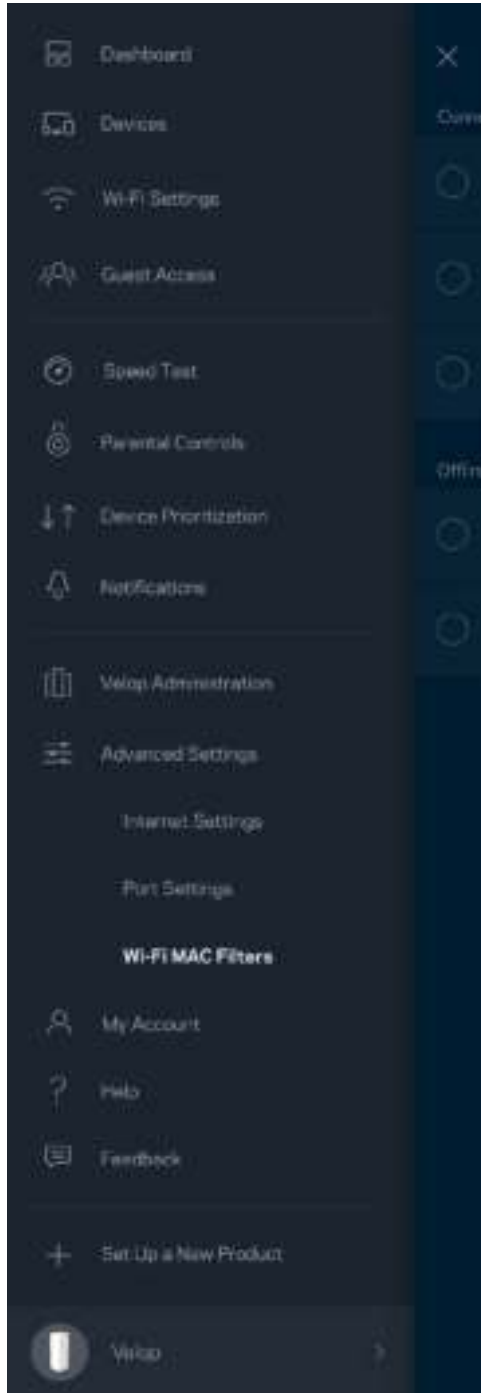 Dashboard
Devices
Wi-Fi Settings
Guest Access
Speed Test
Parental Controls
Device Prioritization
Notifications
Velop Administration
Advanced Settings
Internet Settings
Port Settings
Wi-Fi MAC Filters
My Account
Help
Feedback
Set Up a New Product
Velop